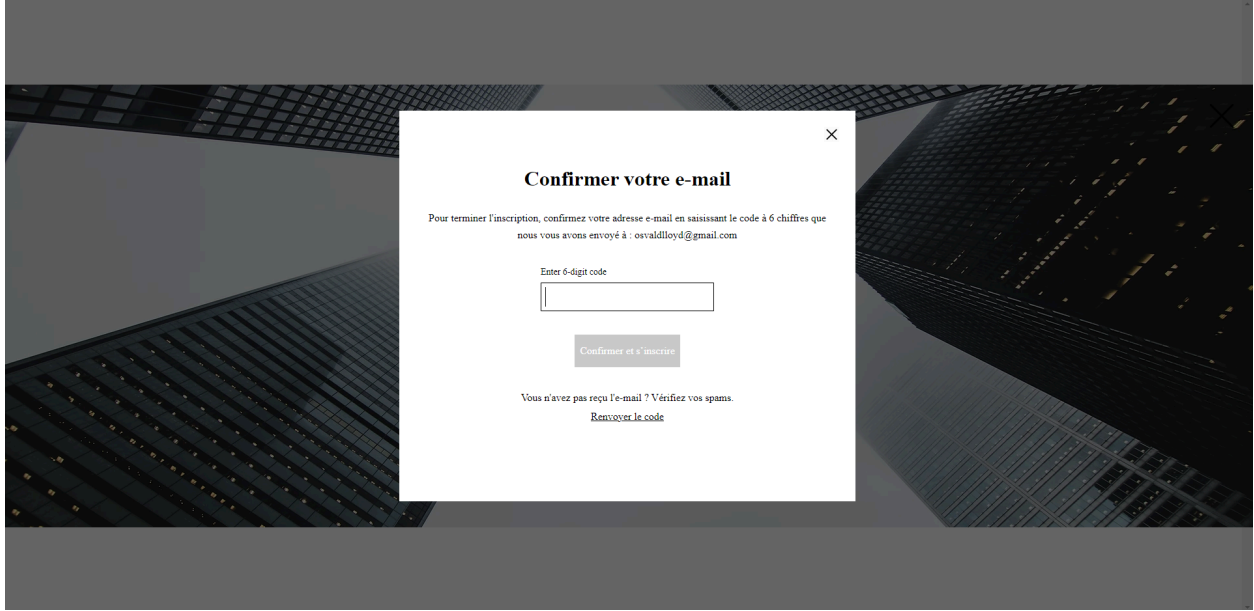 Confirmer votre e-mail
Pour terminer l'inscription, confirmez votre adresse e-mail en saisissant le code à 6 chiffres que
nous vous avons envoyé à : osvaldlloyd@gmail.com
Enter 6-digit code
Confirmer et s'inscrire
Vous n'avez pas reçu l'e-mail ? Vérifiez vos spams.
Renvoyer le code